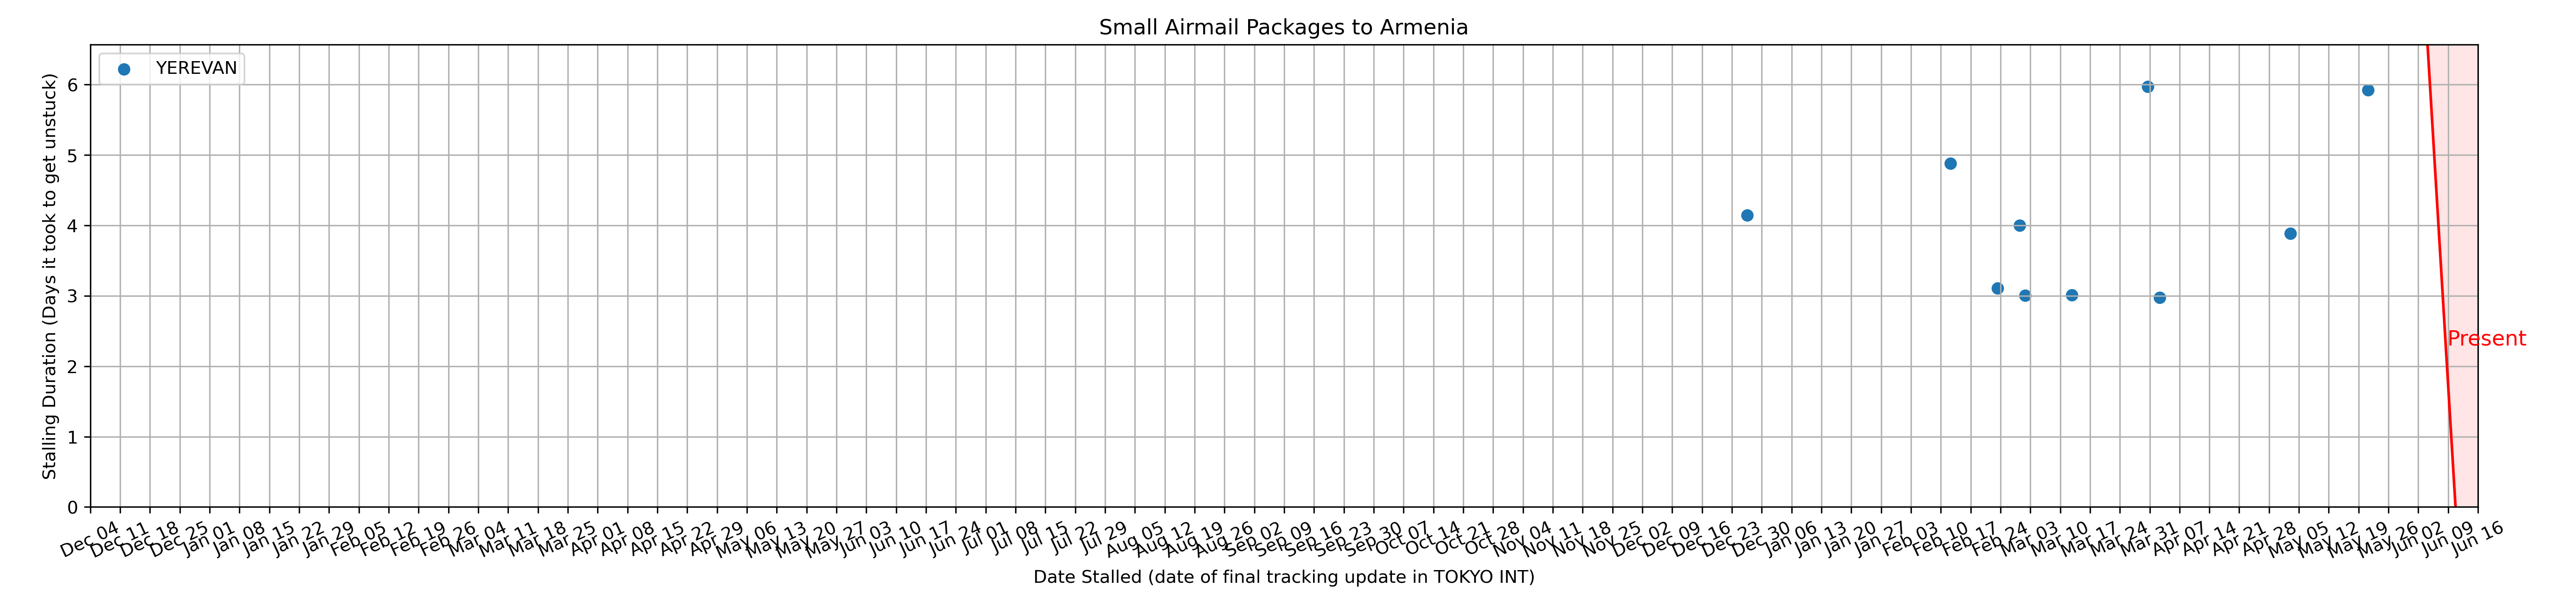 Small Airmail Packages to Armenia
YEREVAN
Stalling Duration (Days it took to get unstuck)
6
5
4
3
2
1
0
Present
Dec 04
Dec 11
Dec 18
Dec 25
Jan 01
Jan 08
Jan 15
Jan 22
Jan 29
Feb 05
Feb 12
Feb 19
Feb 26
Mar 04
Mar 11
Mar 18
Mar 25
Apr 01
Apr 08
Apr 15
Apr 22
Apr 29
May 06
May 13
May 20
May 27
Jun 03
Jun 10
Jun 17
Jun 24
Jul 01
Jul 08
Jul 15
Jul 22
Jul 29
Aug 05
Aug 12
Aug 19
Aug 26
Sep 02
Sep 09
Sep 16
Sep 23
Sep 30
Oct 07
Oct 14
Oct 21
Oct 28
Nov 04
Nov 11
Nov 18
Nov 25
Dec 02
Dec 09
Dec 16
Dec 23
Dec 30
Jan 06
Jan 13
Jan 20
Jan 27
Feb 03
Feb 10
Feb 17
Feb 24
Mar 03
Mar 10
Mar 17
Mar 24
Mar 31
Apr 07
Apr 14
Apr 21
Apr 28
May 05
May 12
May 19
May 26
Jun 02
Jun 09
Jun 16
Date Stalled (date of final tracking update in TOKYO INT)